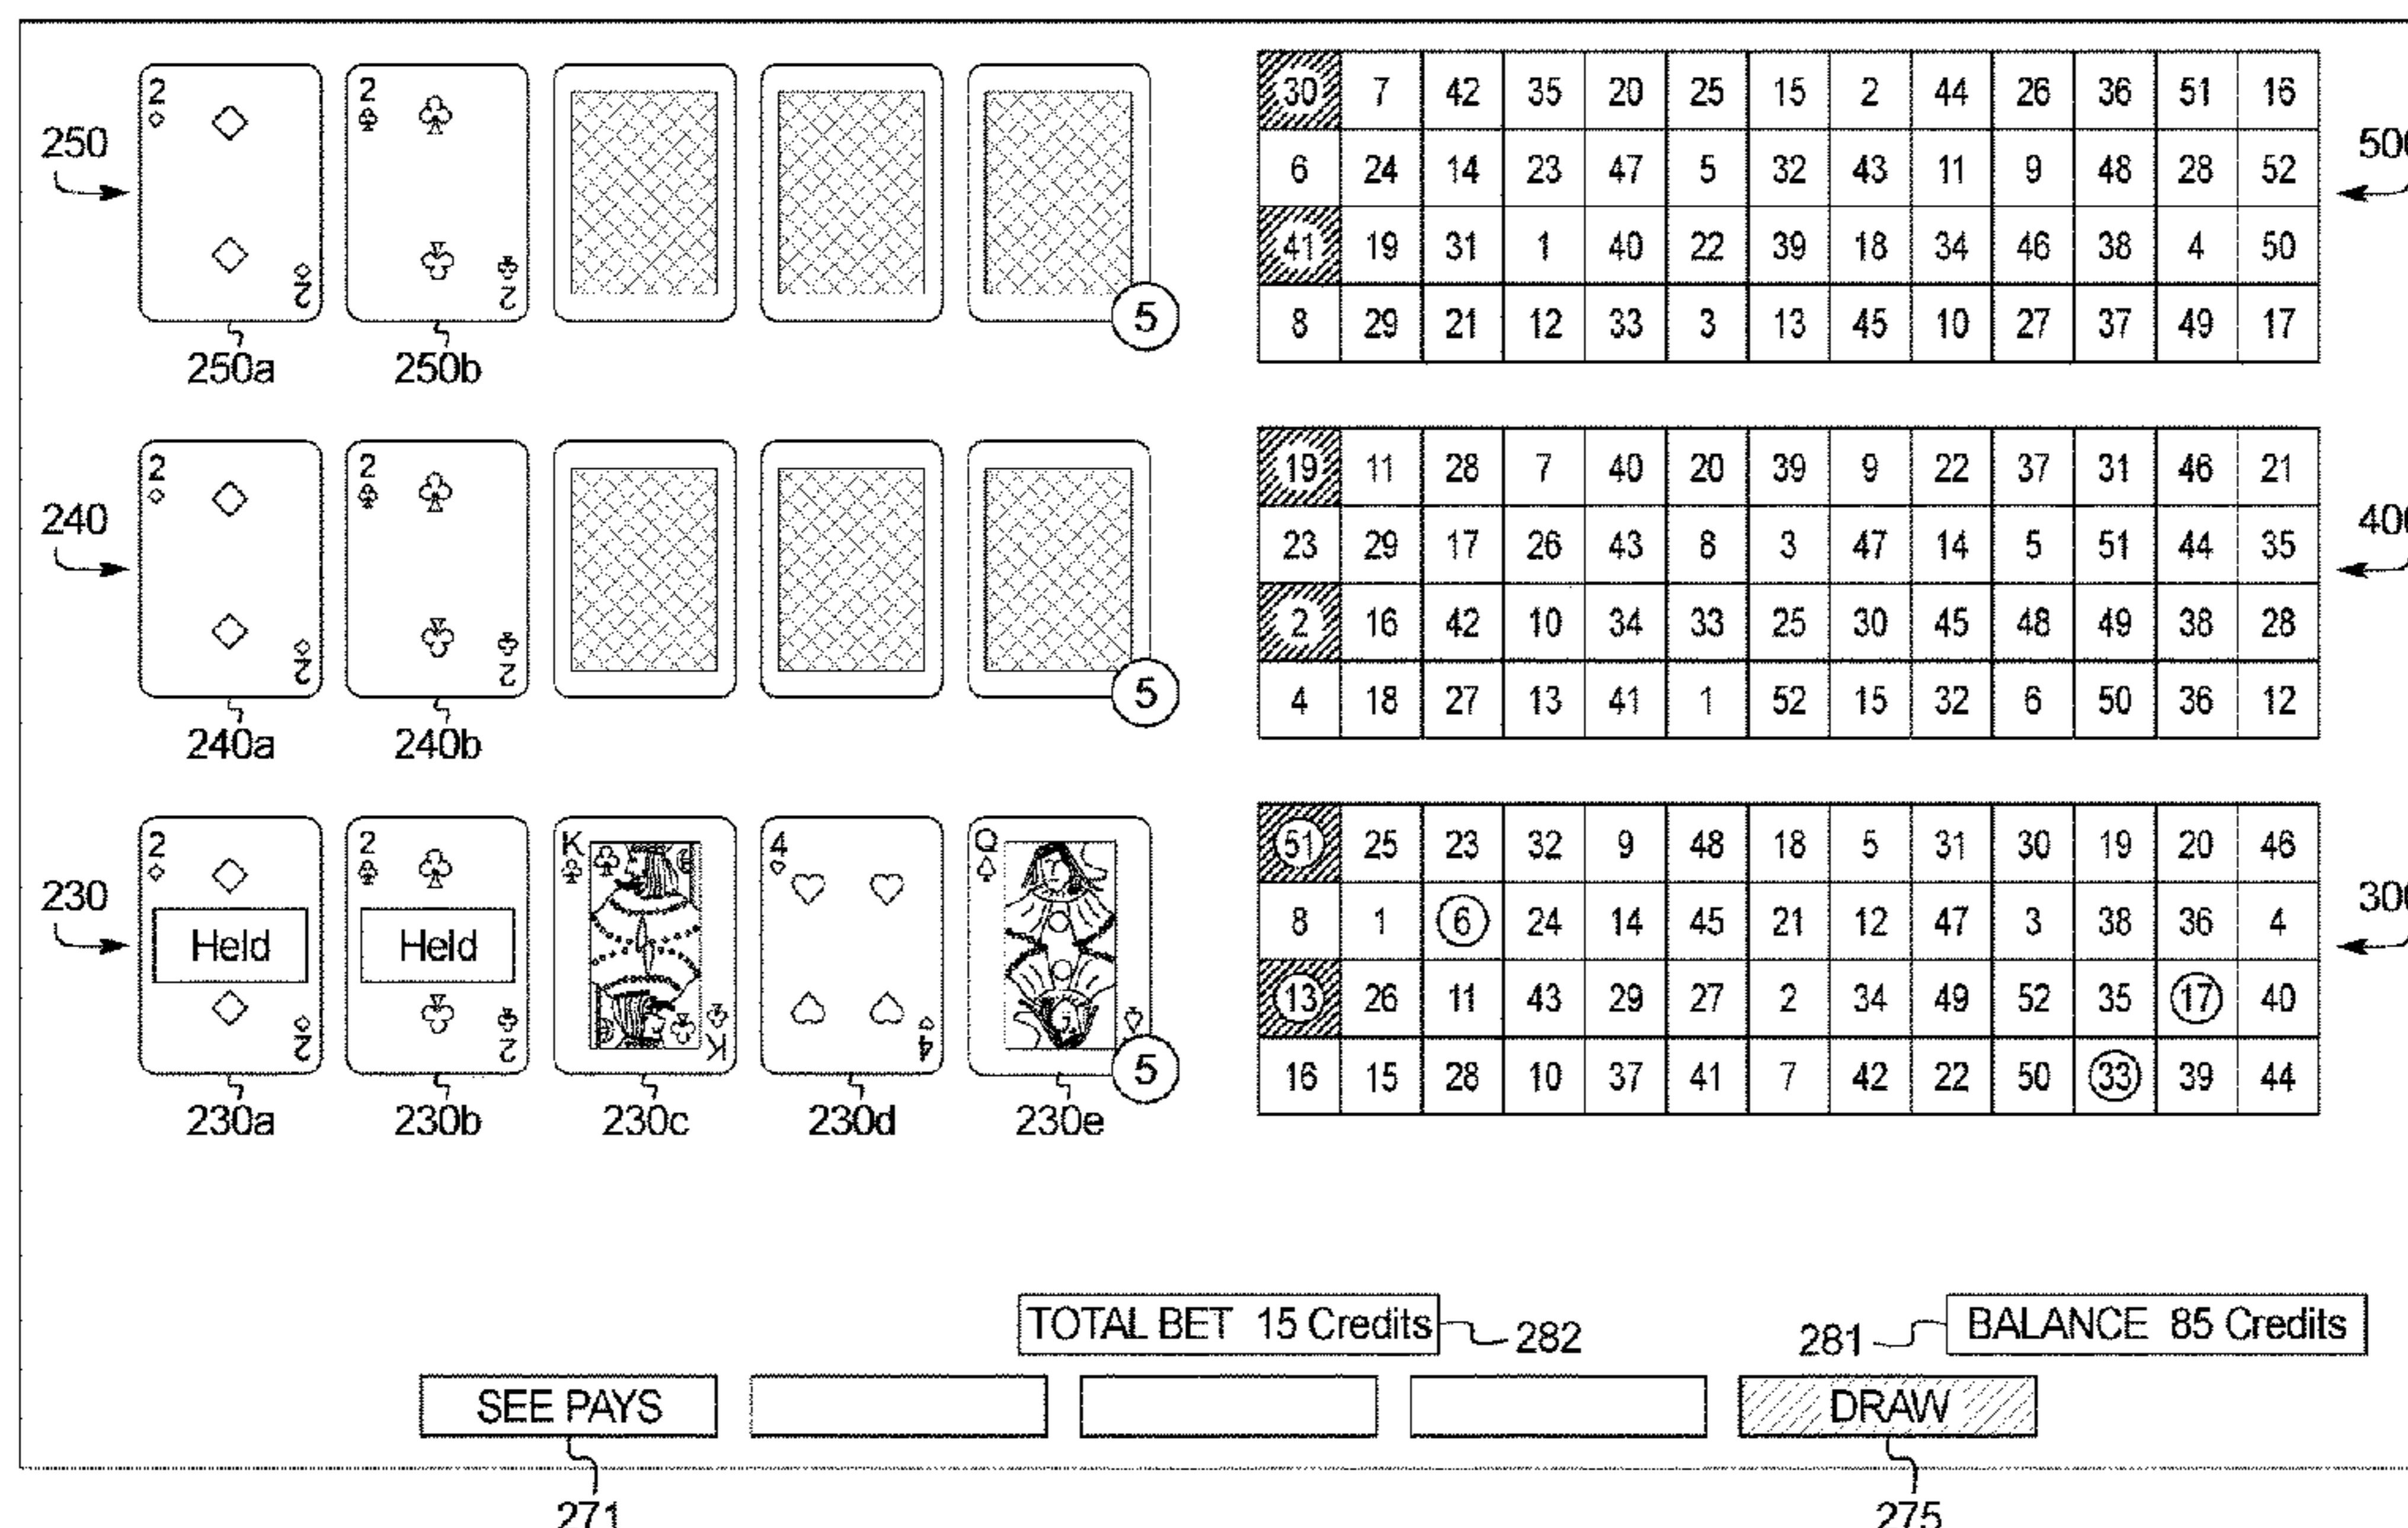 2 2 30 7 42 35 20 25 15 2 44 26 36 51 16
250 6 24 14 23 47 5 32 43 11 9 48 28 52
41 19 31 1 40 22 39 18 34 46 38 4 50
2 2 5 8 29 21 12 33 3 13 45 10 27 37 49 17
250a 250b
2 2 19 11 28 7 40 20 39 9 22 37 31 46 21
240 23 29 17 26 43 8 3 47 14 5 51 44 35
2 16 42 10 34 33 25 30 45 48 49 38 28
2 2 5 4 18 27 13 41 1 52 15 32 6 50 36 12
240a 240b
2 2 K 4 Q 51 25 23 32 9 48 18 5 31 30 19 20 46
230 Held Held 8 1 6 24 14 45 21 12 47 3 38 36 4
13 26 11 43 29 27 2 34 49 52 35 17 40
2 2 K 4 5 16 15 28 10 37 41 7 42 22 50 33 39 44
230a 230b 230c 230d 230e
TOTAL BET 15 Credits 282 281 BALANCE 85 Credits
SEE PAYS DRAW
271 275